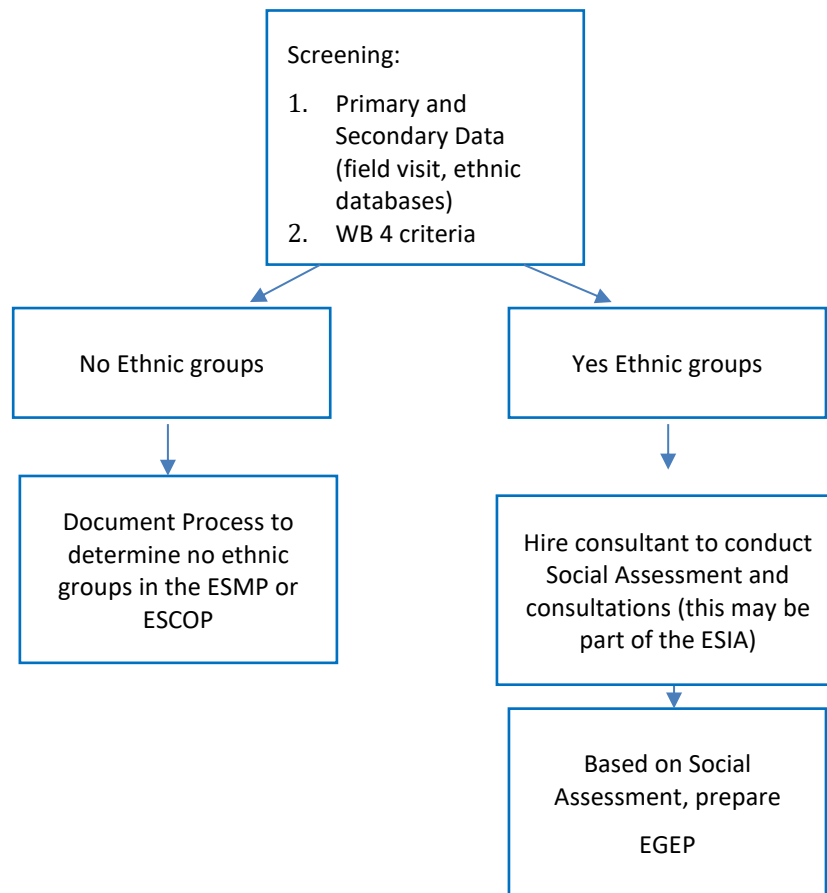 Screening:
1. Primary and
Secondary Data
(field visit, ethnic
databases)
2. WB 4 criteria
No Ethnic groups
Yes Ethnic groups
Document Process to
determine no ethnic
groups in the ESMP or
ESCOP
Hire consultant to conduct
Social Assessment and
consultations (this may be
part of the ESIA)
Based on Social
Assessment, prepare
EGEP